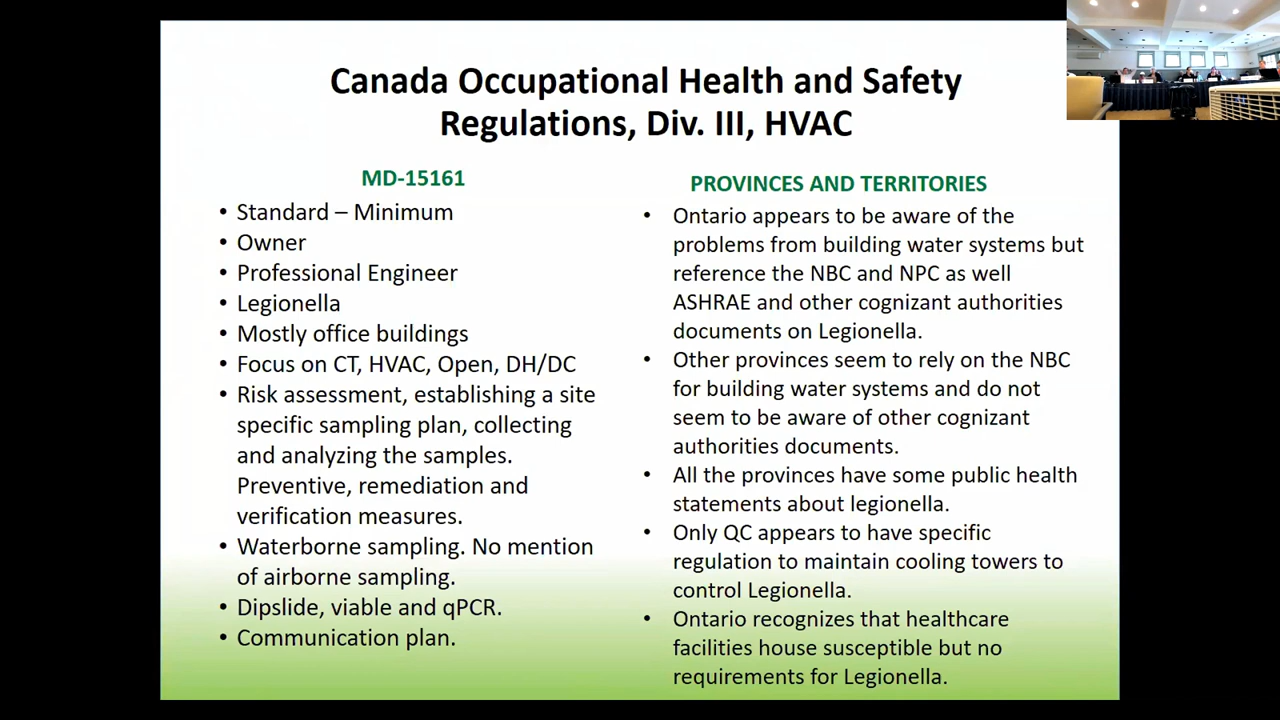 Canada Occupational Health and Safety
Regulations, Div. III, HVAC
MD-15161
• Standard – Minimum
• Owner
• Professional Engineer
• Legionella
• Mostly office buildings
• Focus on CT, HVAC, Open, DH/DC
• Risk assessment, establishing a site
specific sampling plan, collecting
and analyzing the samples.
Preventive, remediation and
verification measures.
• Waterborne sampling. No mention
of airborne sampling.
• Dipslide, viable and qPCR.
• Communication plan.
PROVINCES AND TERRITORIES
• Ontario appears to be aware of the
problems from building water systems but
reference the NBC and NPC as well
ASHRAE and other cognizant authorities
documents on Legionella.
• Other provinces seem to rely on the NBC
for building water systems and do not
seem to be aware of other cognizant
authorities documents.
• All the provinces have some public health
statements about legionella.
• Only QC appears to have specific
regulation to maintain cooling towers to
control Legionella.
• Ontario recognizes that healthcare
facilities house susceptible but no
requirements for Legionella.